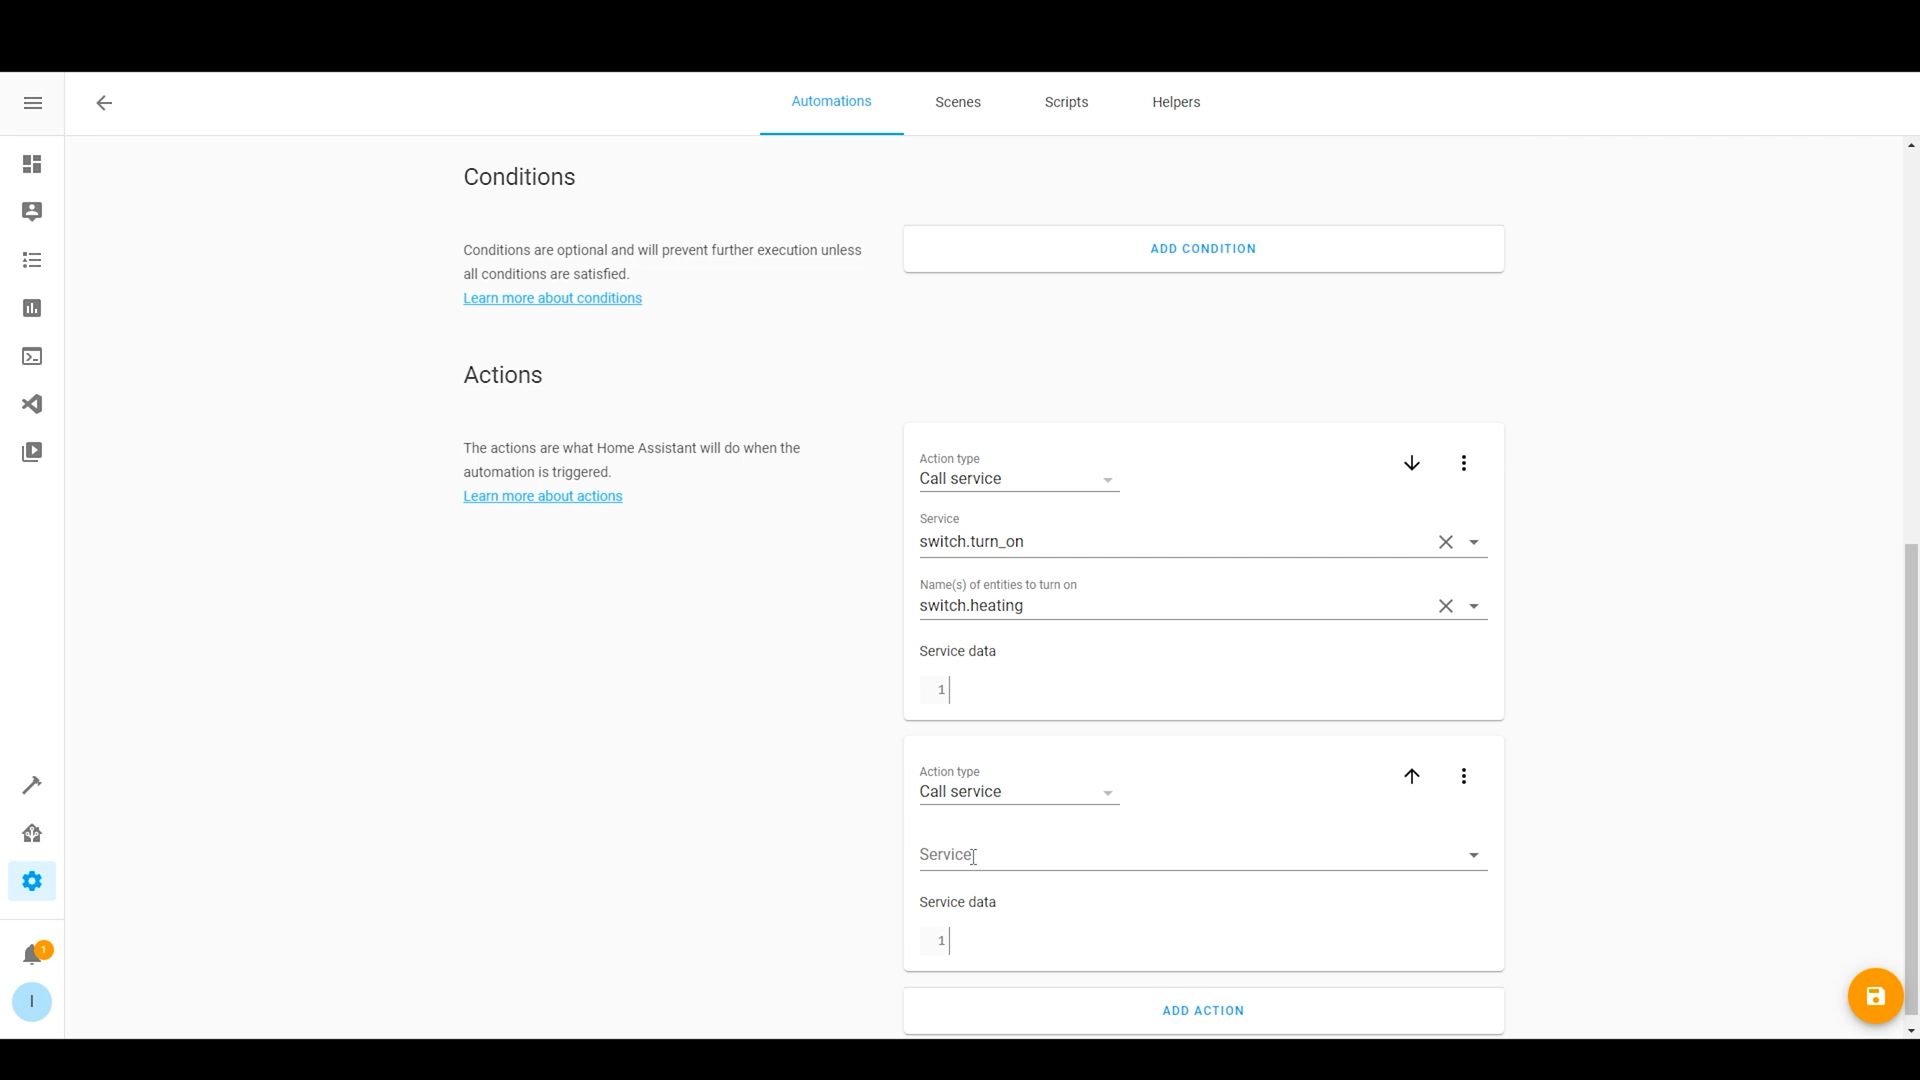 Automations
Scenes
Scripts
Helpers
Conditions
Conditions are optional and will prevent further execution unless
all conditions are satisfied.
Learn more about conditions
ADD CONDITION
Actions
The actions are what Home Assistant will do when the
automation is triggered.
Learn more about actions
Action type
Call service
Service
switch.turn_on
Name(s) of entities to turn on
switch.heating
Service data
1
Action type
Call service
Service
Service data
1
ADD ACTION
1
I